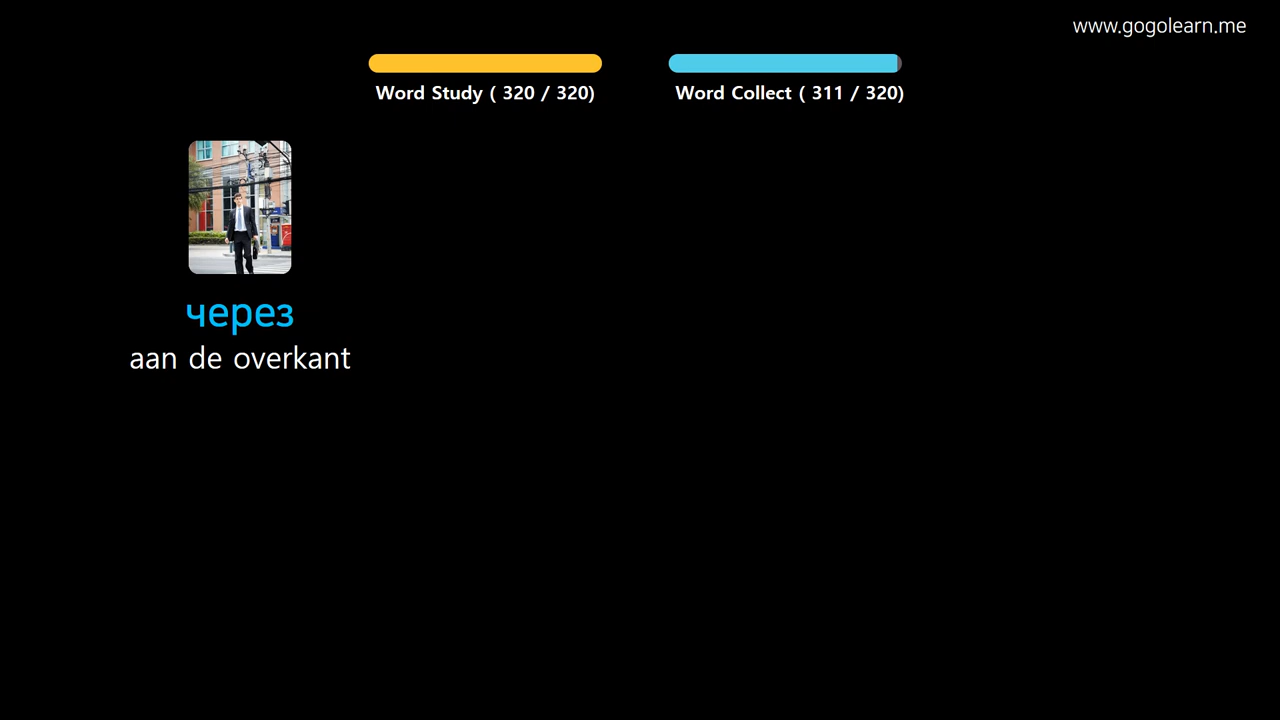 www.gogolearn.me
Word Study ( 320 / 320)
Word Collect ( 311 / 320)
через
aan de overkant